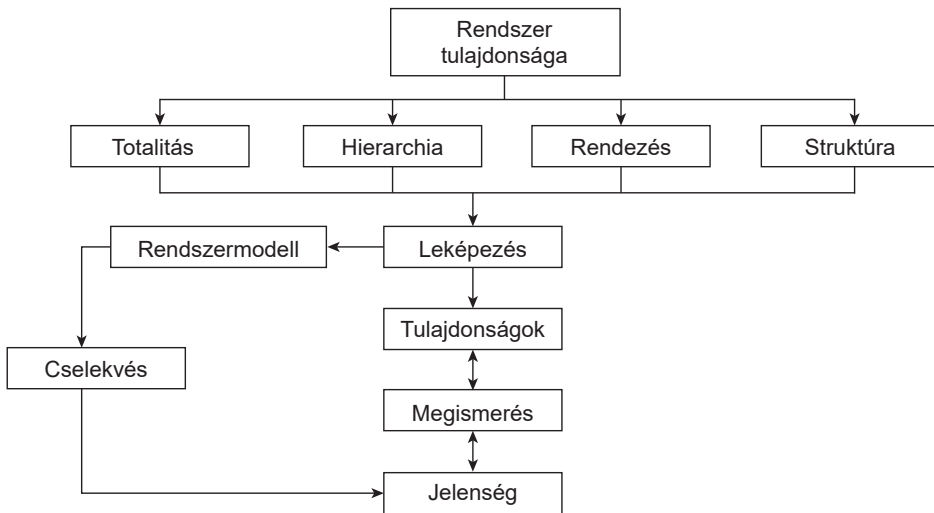 Rendszer
tulajdonsága
Totalitás
Hierarchia
Rendezés
Struktúra
Rendszermodell
Leképezés
Tulajdonságok
Cselekvés
Megismerés
Jelenség